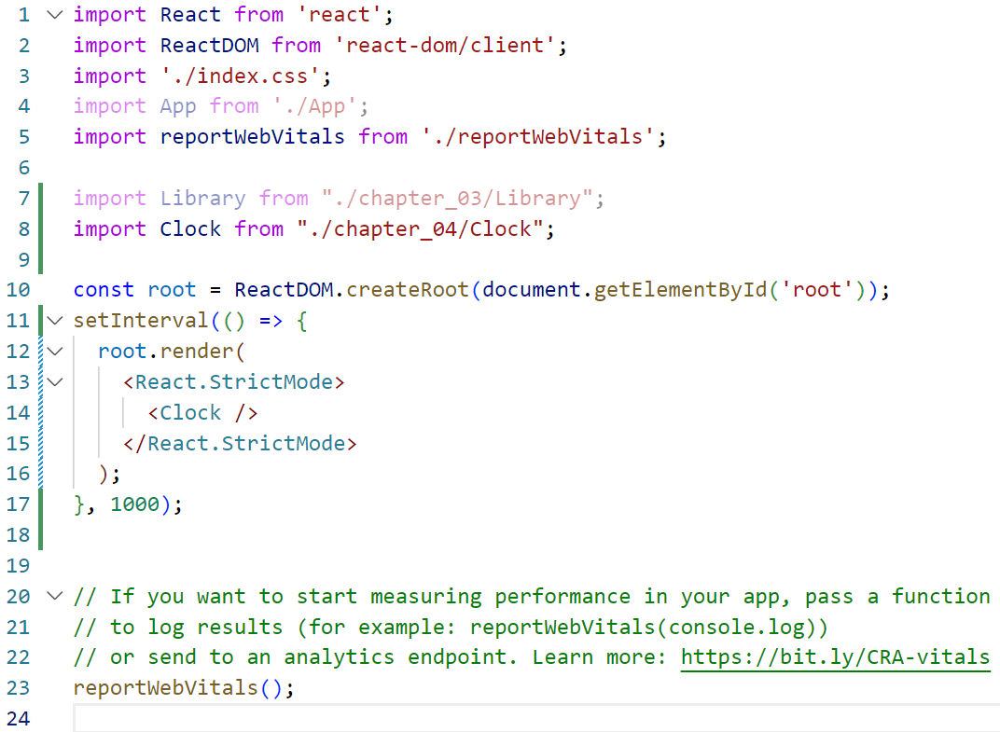 1 import React from 'react';
2 import ReactDOM from 'react-dom/client';
3 import './index.css';
4 import App from './App';
5 import reportWebVitals from './reportWebVitals';
6
7 import Library from "./chapter_03/Library";
8 import Clock from "./chapter_04/Clock";
9
10 const root = ReactDOM.createRoot(document.getElementById('root'));
11 setInterval(() => {
12   root.render(
13     <React.StrictMode>
14       <Clock />
15     </React.StrictMode>
16   );
17 }, 1000);
18
19
20 // If you want to start measuring performance in your app, pass a function
21 // to log results (for example: reportWebVitals(console.log))
22 // or send to an analytics endpoint. Learn more: https://bit.ly/CRA-vitals
23 reportWebVitals();
24